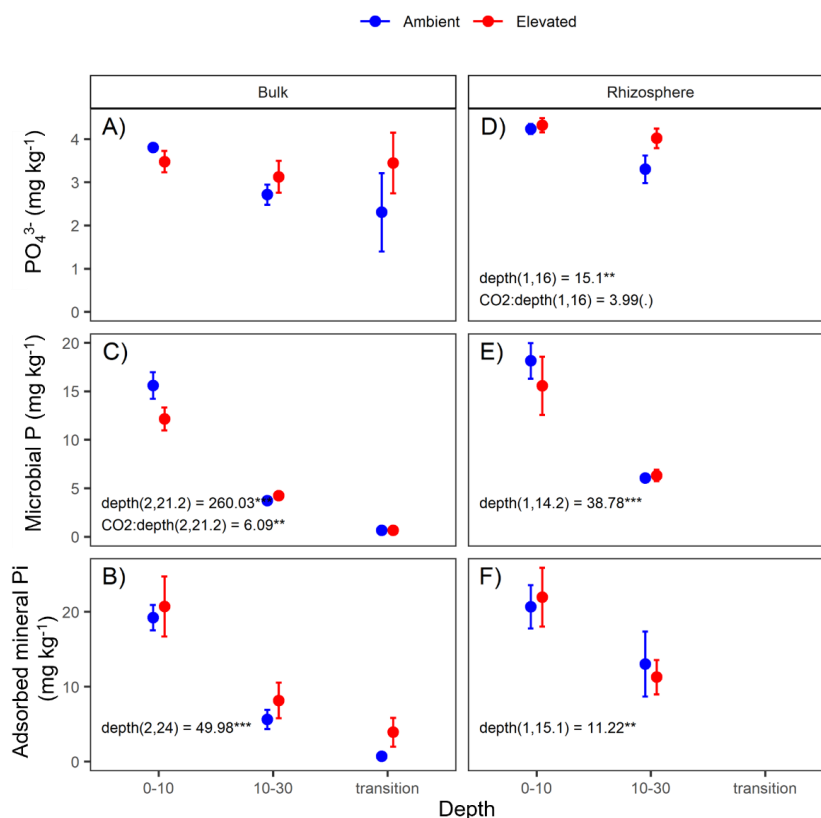 Ambient Elevated
Bulk Rhizosphere
A)
D)
PO₄³⁻ (mg kg⁻¹)
4
3
2
1
0
depth(1,16) = 15.1**
CO2:depth(1,16) = 3.99(.)
C)
E)
Microbial P (mg kg⁻¹)
20
15
10
5
0
depth(2,21.2) = 260.03***
CO2:depth(2,21.2) = 6.09**
depth(1,14.2) = 38.78***
B)
F)
Adsorbed mineral Pi
(mg kg⁻¹)
20
10
0
depth(2,24) = 49.98***
depth(1,15.1) = 11.22**
0-10 10-30 transition 0-10 10-30 transition
Depth